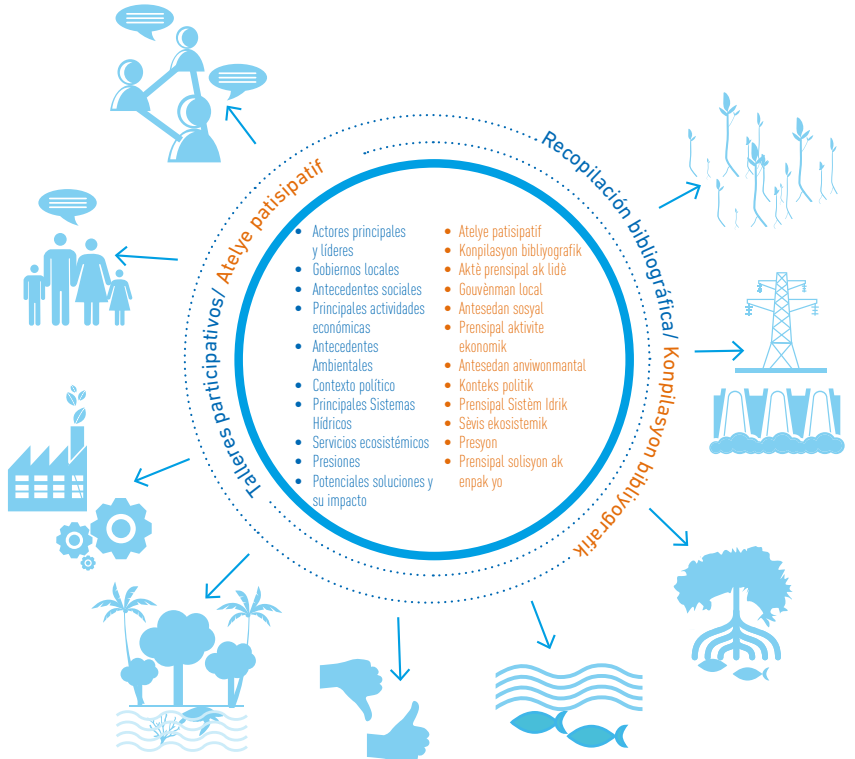 Talleres participativos/ Atelye patisipatif
Recopilación bibliográfica/ Konpilasyon bibliyografik
• Actores principales
y líderes
• Gobiernos locales
• Antecedentes sociales
• Principales actividades
económicas
• Antecedentes
Ambientales
• Contexto político
• Principales Sistemas
Hídricos
• Servicios ecosistémicos
• Presiones
• Potenciales soluciones y
su impacto
• Atelye patisipatif
• Konpilasyon bibliyografik
• Aktè prensipal ak lidè
• Gouvènman local
• Antesedan sosyal
• Prensipal aktivite
ekonomik
• Antesedan anviwonmantal
• Konteks politik
• Prensipal Sistèm Idrik
• Sèvis ekosistemik
• Presyon
• Prensipal solisyon ak
enpak yo